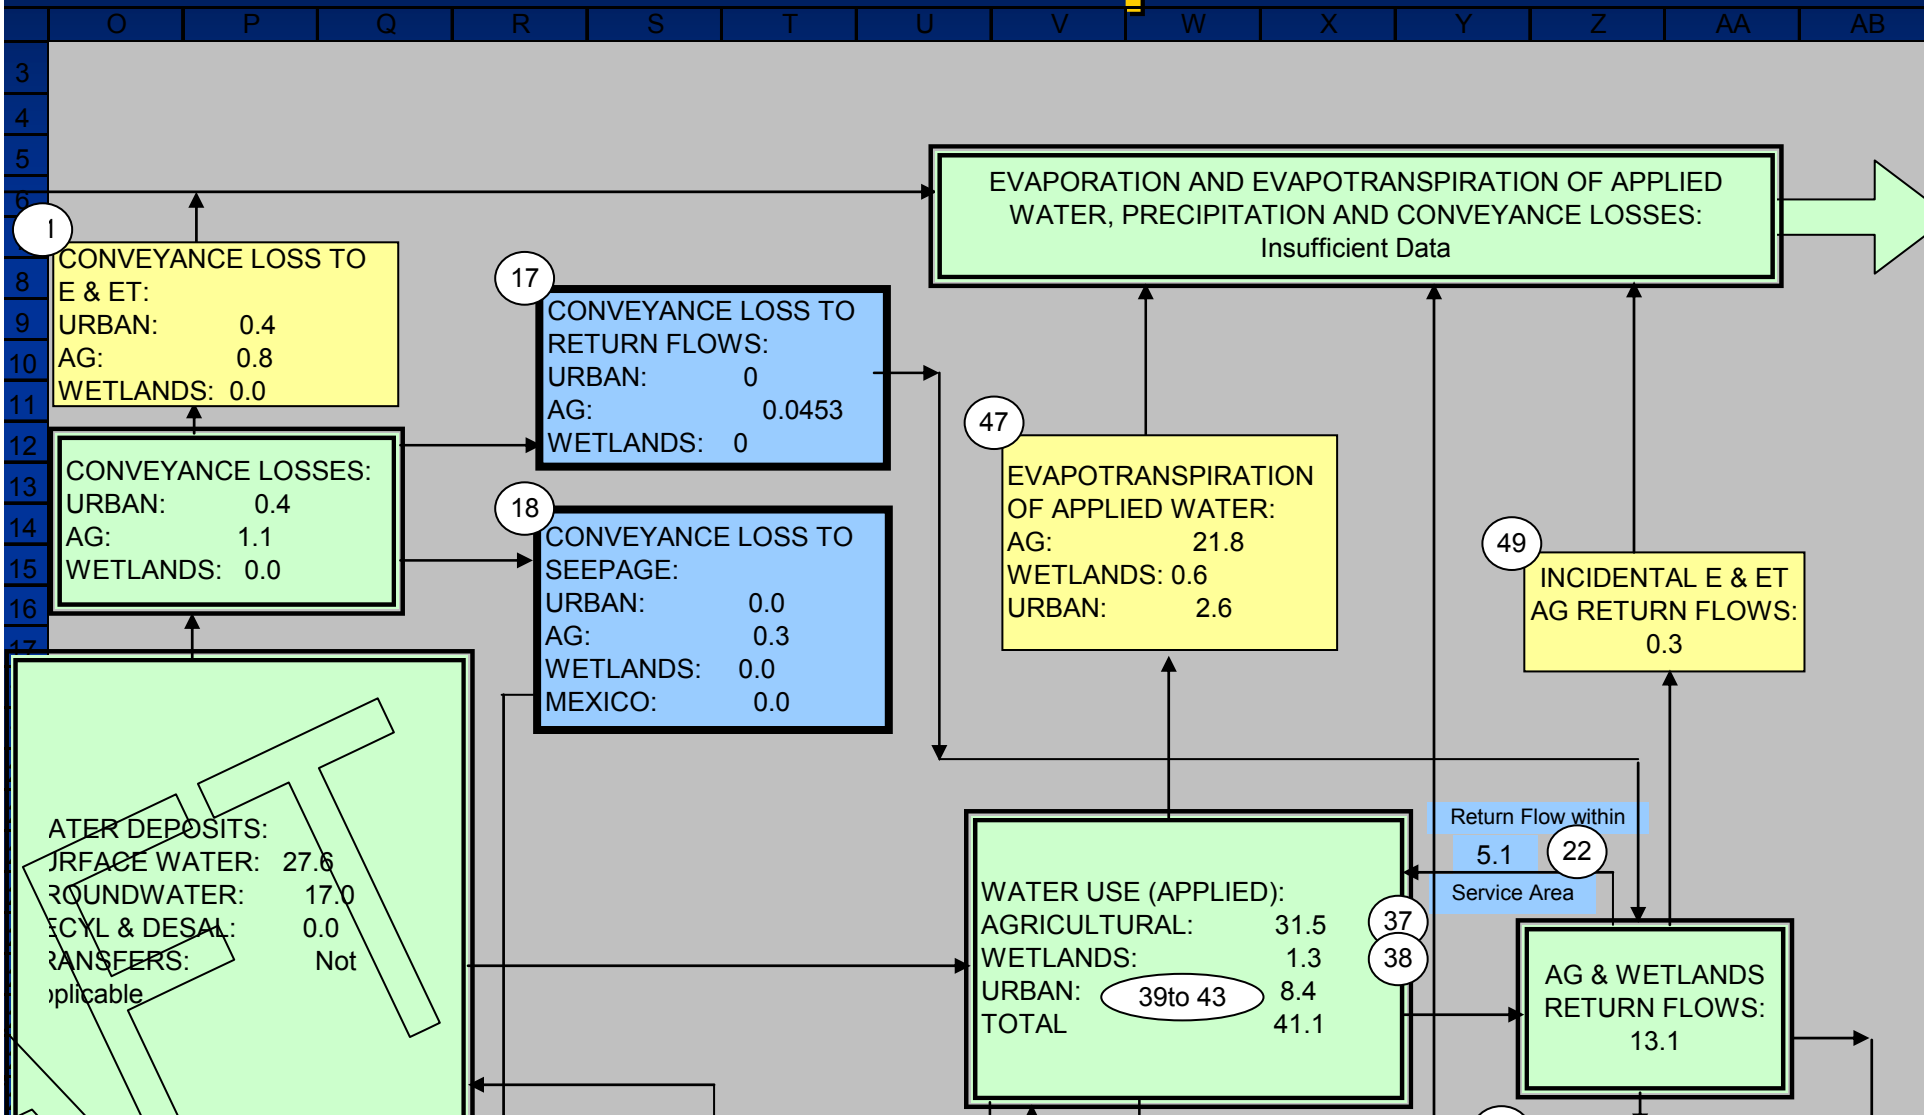 O P Q R S T U V W X Y Z AA AB
3
4
5
6
8
9
10
11
12
13
14
15
16
17
EVAPORATION AND EVAPOTRANSPIRATION OF APPLIED
WATER, PRECIPITATION AND CONVEYANCE LOSSES:
Insufficient Data
1
CONVEYANCE LOSS TO
E & ET:
URBAN: 0.4
AG: 0.8
WETLANDS: 0.0
17
CONVEYANCE LOSS TO
RETURN FLOWS:
URBAN: 0
AG: 0.0453
WETLANDS: 0
CONVEYANCE LOSSES:
URBAN: 0.4
AG: 1.1
WETLANDS: 0.0
18
CONVEYANCE LOSS TO
SEEPAGE:
URBAN: 0.0
AG: 0.3
WETLANDS: 0.0
MEXICO: 0.0
47
EVAPOTRANSPIRATION
OF APPLIED WATER:
AG: 21.8
WETLANDS: 0.6
URBAN: 2.6
49
INCIDENTAL E & ET
AG RETURN FLOWS:
0.3
ATER DEPOSITS:
URFACE WATER: 27.6
ROUNDWATER: 17.0
ECYL & DESAL: 0.0
RANSFERS: Not
pplicable
Return Flow within
5.1 22
Service Area
WATER USE (APPLIED):
AGRICULTURAL: 31.5 37
WETLANDS: 1.3 38
URBAN: 39to 43 8.4
TOTAL 41.1
AG & WETLANDS
RETURN FLOWS:
13.1